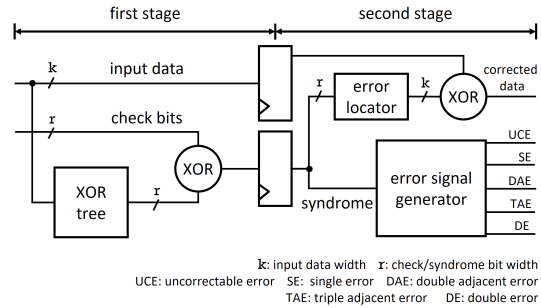 first stage
second stage
k
input data
r
check bits
XOR
XOR
tree
r
r
error
locator
k
XOR
corrected
data
syndrome
error signal
generator
UCE
SE
DAE
TAE
DE
k: input data width r: check/syndrome bit width
UCE: uncorrectable error SE: single error DAE: double adjacent error
TAE: triple adjacent error DE: double error